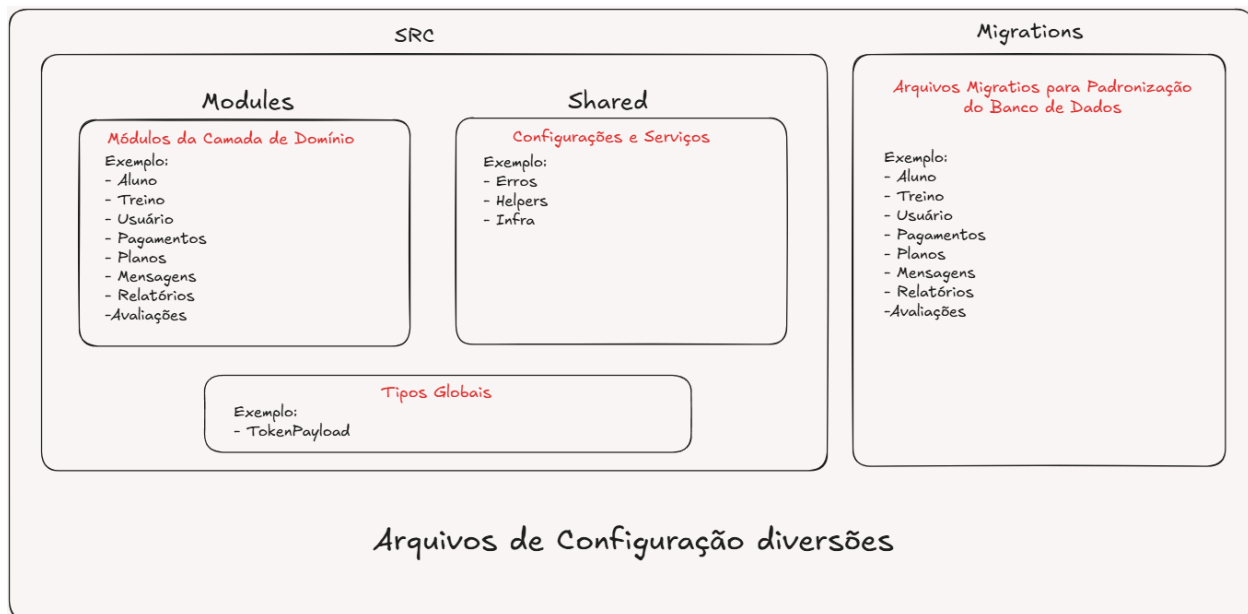 SRC
Modules
Módulos da Camada de Domínio
Exemplo:
- Aluno
- Treino
- Usuário
- Pagamentos
- Planos
- Mensagens
- Relatórios
-Avaliações
Shared
Configurações e Serviços
Exemplo:
- Erros
- Helpers
- Infra
Tipos Globais
Exemplo:
- TokenPayload
Migrations
Arquivos Migratios para Padronização
do Banco de Dados
Exemplo:
- Aluno
- Treino
- Usuário
- Pagamentos
- Planos
- Mensagens
- Relatórios
-Avaliações
Arquivos de Configuração diversões